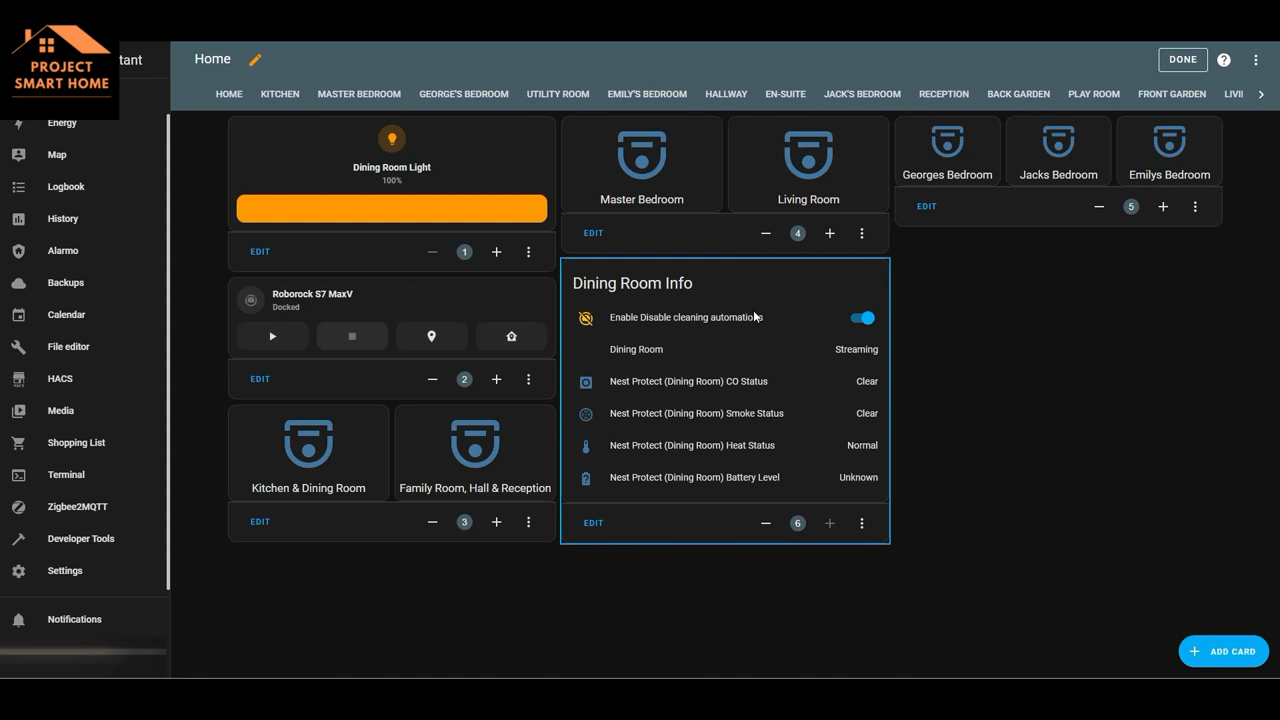 PROJECT
SMART HOME
tant
Home
DONE
?
HOME
KITCHEN
MASTER BEDROOM
GEORGE'S BEDROOM
UTILITY ROOM
EMILY'S BEDROOM
HALLWAY
EN-SUITE
JACK'S BEDROOM
RECEPTION
BACK GARDEN
PLAY ROOM
FRONT GARDEN
LIVI
Energy
Map
Logbook
History
Alarmo
Backups
Calendar
File editor
HACS
Media
Shopping List
Terminal
Zigbee2MQTT
Developer Tools
Settings
Notifications
Dining Room Light
100%
EDIT
1
Roborock S7 MaxV
Docked
EDIT
2
Kitchen & Dining Room
Family Room, Hall & Reception
EDIT
3
Master Bedroom
Living Room
EDIT
4
Georges Bedroom
Jacks Bedroom
Emilys Bedroom
EDIT
5
Dining Room Info
Enable Disable cleaning automations
Dining Room Streaming
Nest Protect (Dining Room) CO Status Clear
Nest Protect (Dining Room) Smoke Status Clear
Nest Protect (Dining Room) Heat Status Normal
Nest Protect (Dining Room) Battery Level Unknown
EDIT
6
ADD CARD